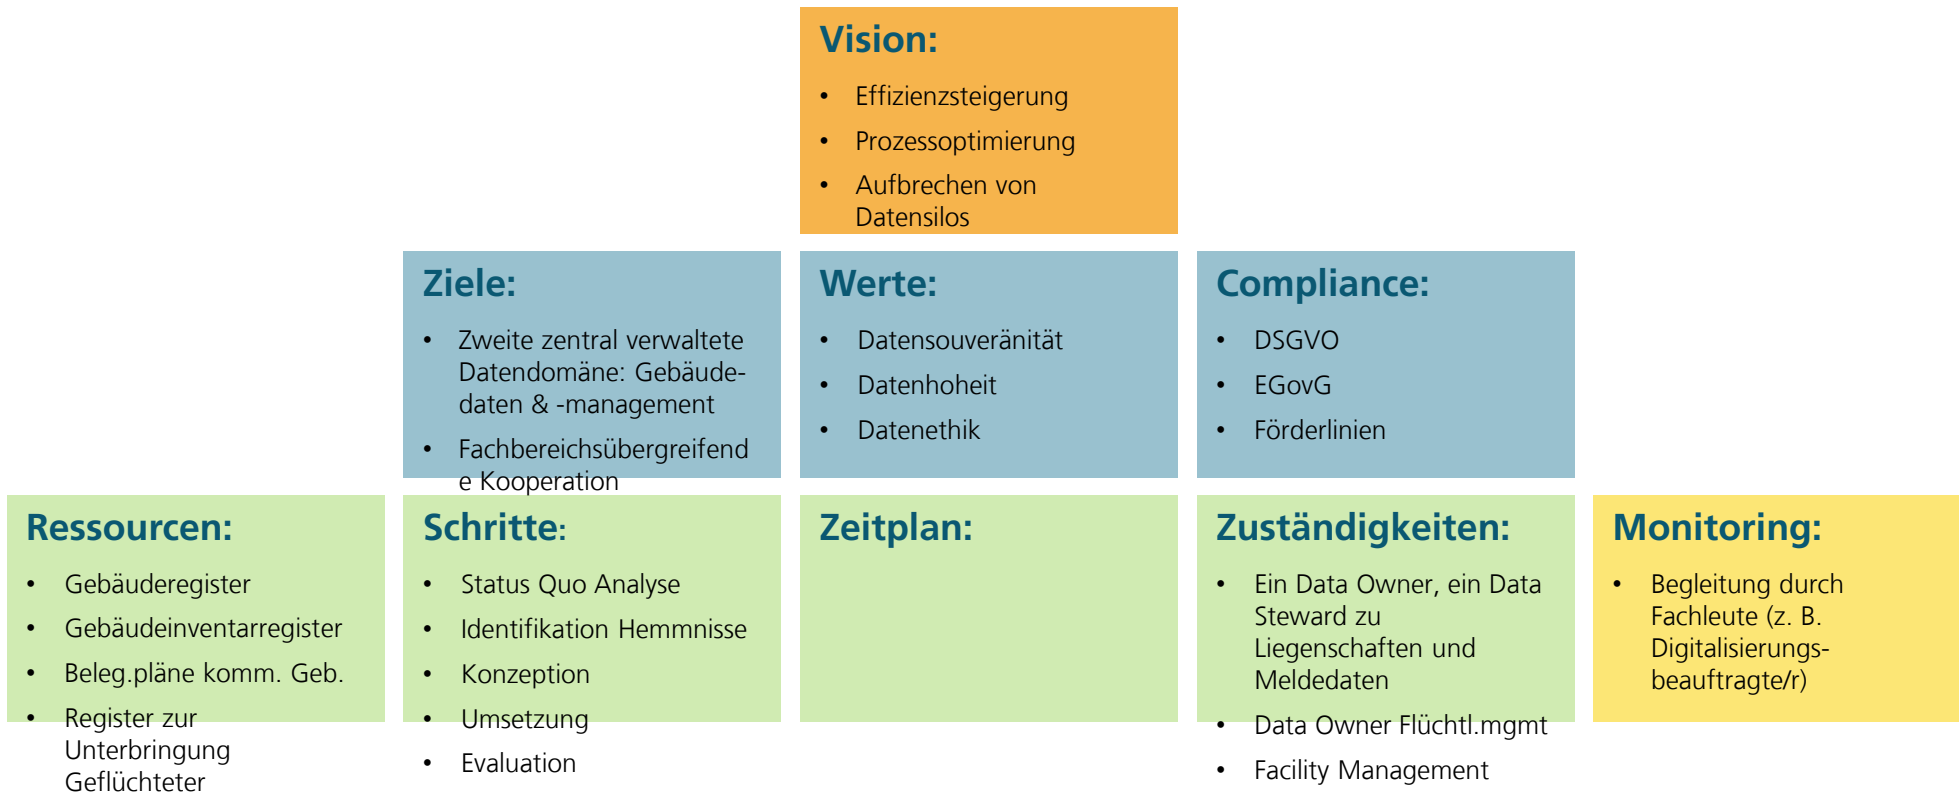 Vision:
• Effizienzsteigerung
• Prozessoptimierung
• Aufbrechen von
Datensilos
Ziele:
• Zweite zentral verwaltete
Datendomäne: Gebäude-
daten & -management
• Fachbereichsübergreifend
e Kooperation
Werte:
• Datensouveränität
• Datenhoheit
• Datenethik
Compliance:
• DSGVO
• EGovG
• Förderlinien
Ressourcen:
• Gebäuderegister
• Gebäudeinventarregister
• Beleg.pläne komm. Geb.
• Register zur
Unterbringung
Geflüchteter
Schritte:
• Status Quo Analyse
• Identifikation Hemmnisse
• Konzeption
• Umsetzung
• Evaluation
Zeitplan:
Zuständigkeiten:
• Ein Data Owner, ein Data
Steward zu
Liegenschaften und
Meldedaten
• Data Owner Flüchtl.mgmt
• Facility Management
Monitoring:
• Begleitung durch
Fachleute (z. B.
Digitalisierungs-
beauftragte/r)